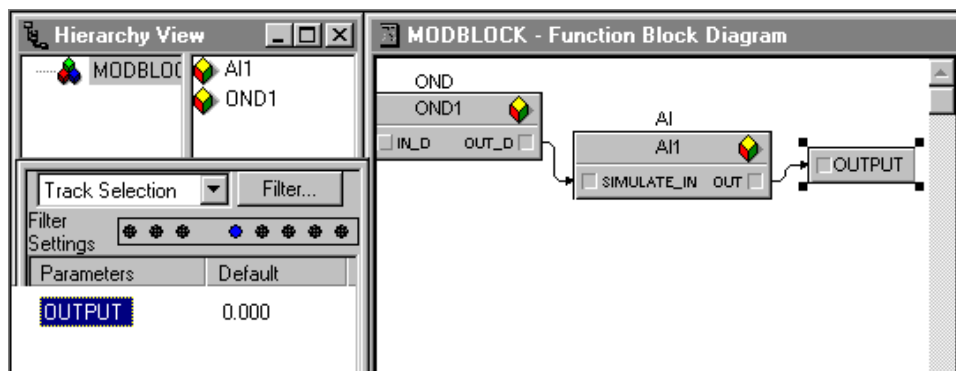 Hierarchy View
MODBLOC
AI1
OND1
Track Selection
Filter...
Filter
Settings
Parameters Default
OUTPUT 0.000
MODBLOCK - Function Block Diagram
OND
OND1
IN_D OUT_D
AI
AI1
SIMULATE_IN OUT
OUTPUT